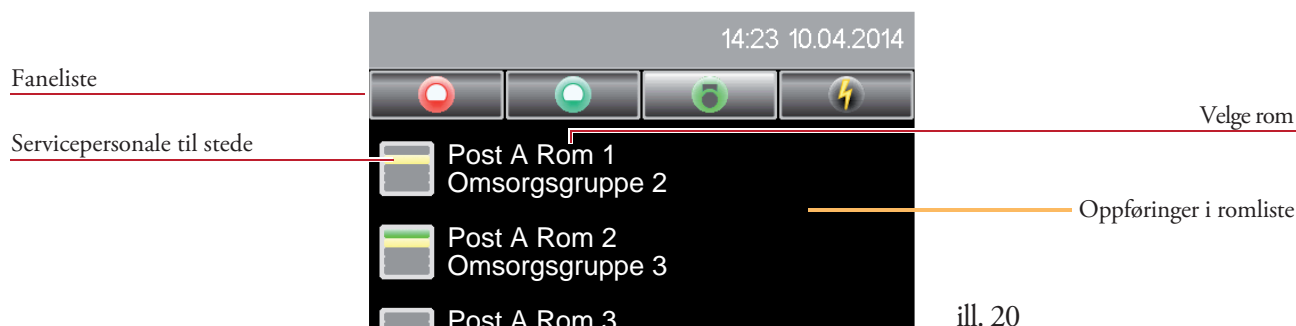 14:23 10.04.2014
Faneliste
Velge rom
Servicepersonale til stede
Post A Rom 1
Omsorgsgruppe 2
Oppføringer i romliste
Post A Rom 2
Omsorgsgruppe 3
Post A Rom 3
ill. 20